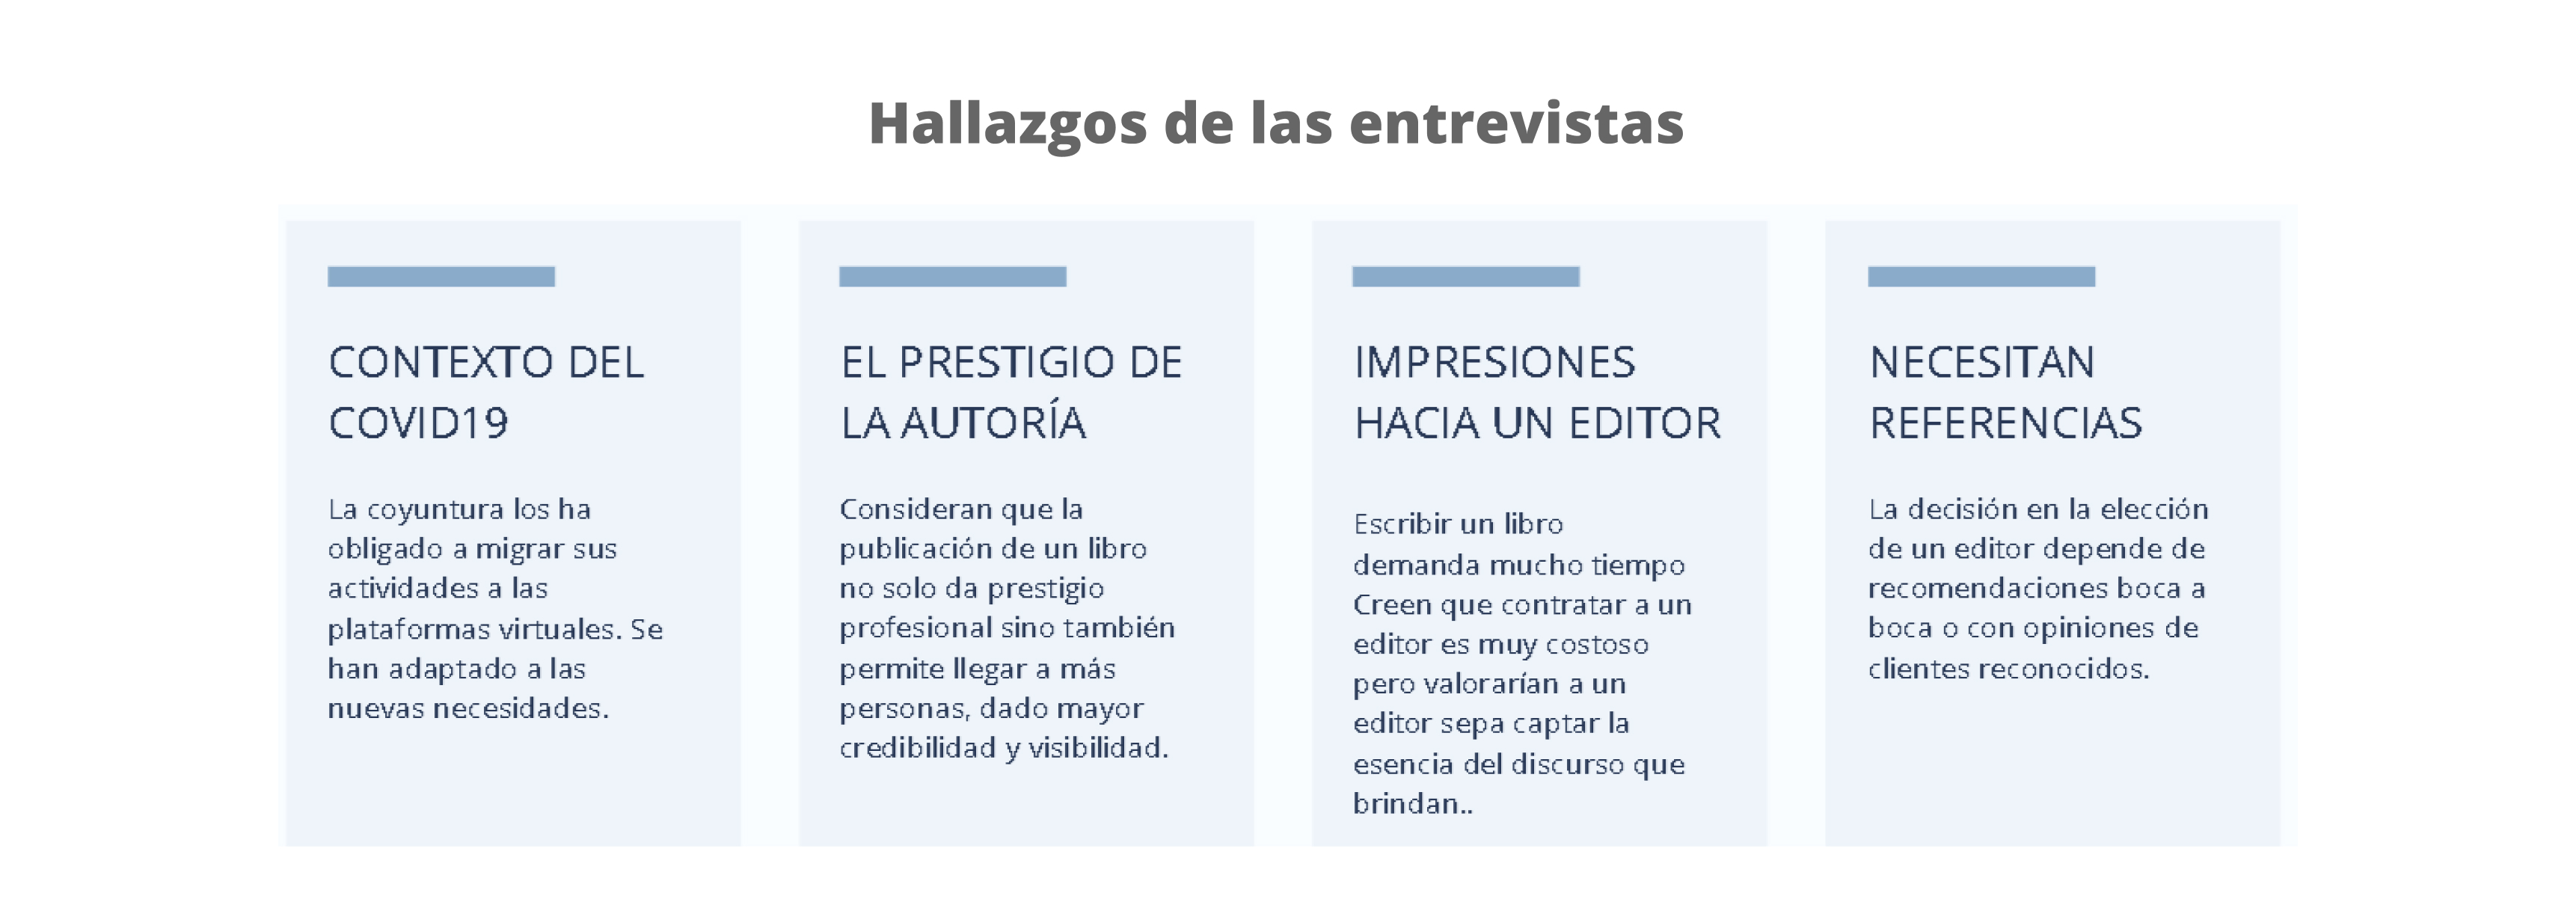 Hallazgos de las entrevistas
CONTEXTO DEL
COVID19
La coyuntura los ha
obligado a migrar sus
actividades a las
plataformas virtuales. Se
han adaptado a las
nuevas necesidades.
EL PRESTIGIO DE
LA AUTORÍA
Consideran que la
publicación de un libro
no solo da prestigio
profesional sino también
permite llegar a más
personas, dado mayor
credibilidad y visibilidad.
IMPRESIONES
HACIA UN EDITOR
Escribir un libro
demanda mucho tiempo
Creen que contratar a un
editor es muy costoso
pero valorarían a un
editor sepa captar la
esencia del discurso que
brindan..
NECESITAN
REFERENCIAS
La decisión en la elección
de un editor depende de
recomendaciones boca a
boca o con opiniones de
clientes reconocidos.